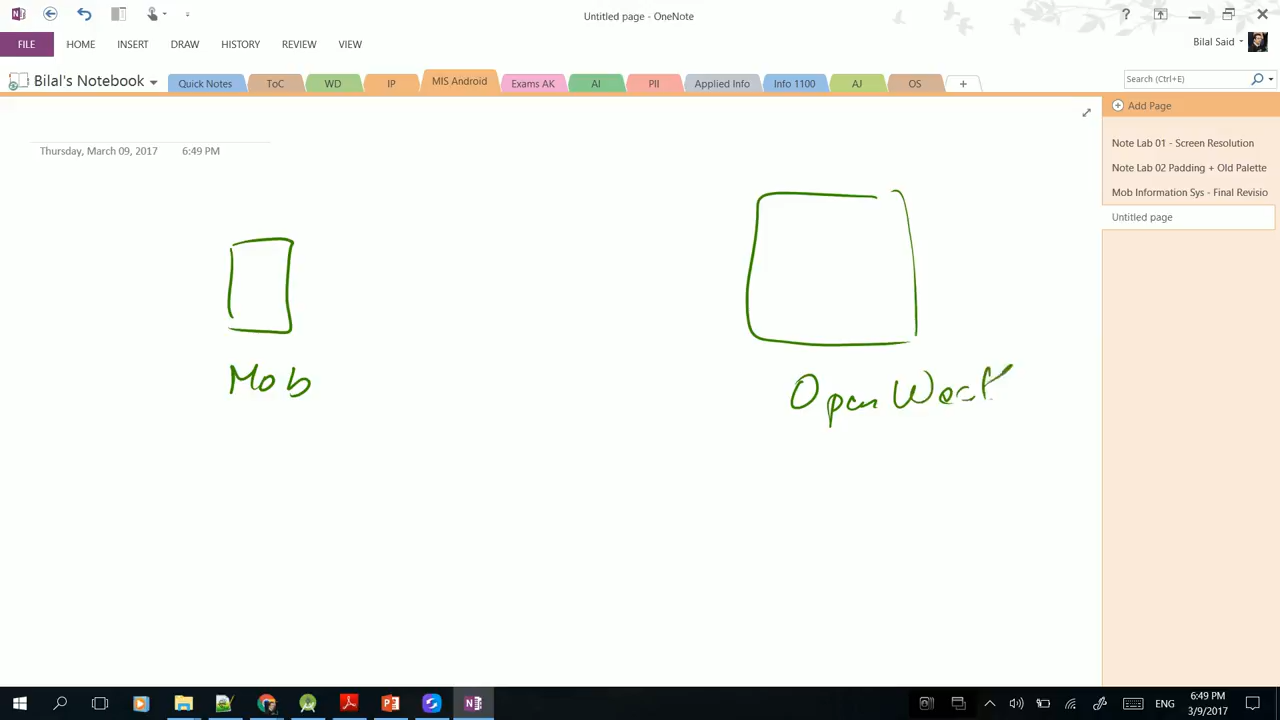 Untitled page - OneNote
FILE HOME INSERT DRAW HISTORY REVIEW VIEW
Bilal Said
Bilal's Notebook
Quick Notes ToC WD IP MIS Android Exams AK AI PII Applied Info Info 1100 AJ OS
Search (Ctrl+E)
Add Page
Thursday, March 09, 2017 6:49 PM
Note Lab 01 - Screen Resolution
Note Lab 02 Padding + Old Palette
Mob Information Sys - Final Revisio
Untitled page
Mob
Open Weat
ENG
6:49 PM
3/9/2017